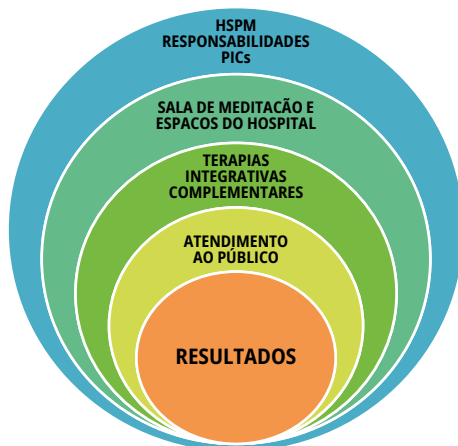 HSPM
RESPONSABILIDADES
PICs
SALA DE MEDITAÇÃO E
ESPACOS DO HOSPITAL
TERAPIAS
INTEGRATIVAS
COMPLEMENTARES
ATENDIMENTO
AO PÚBLICO
RESULTADOS